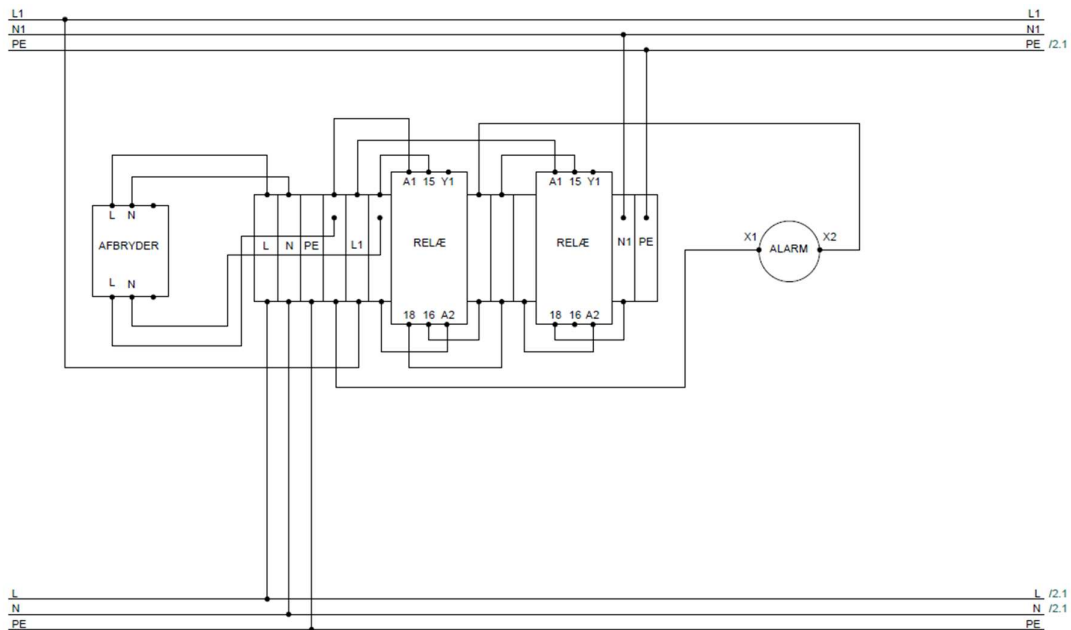 L1 L1
N1 N1
PE PE /2.1
A1 15 Y1 A1 15 Y1
L N
AFBRYDER L N PE L1 RELÆ RELÆ N1 PE X1 ALARM X2
L N
18 16 A2 18 16 A2
L L /2.1
N N /2.1
PE PE